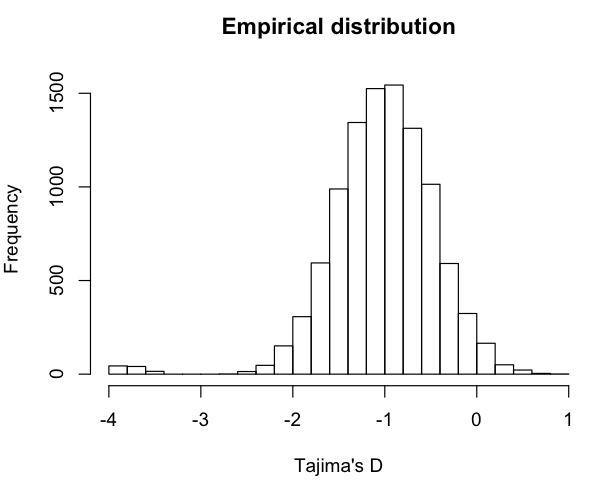 Empirical distribution
Frequency
0 500 1000 1500
-4 -3 -2 -1 0 1
Tajima's D